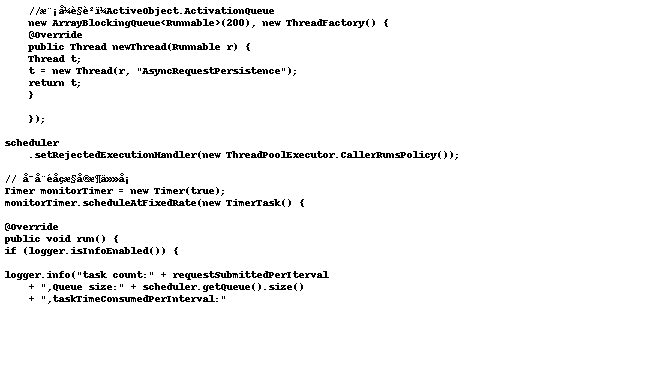 //æ¨¡å¼è§è²ï¼ActiveObject.ActivationQueue
new ArrayBlockingQueue<Runnable>(200), new ThreadFactory() {
@Override
public Thread newThread(Runnable r) {
Thread t;
t = new Thread(r, "AsyncRequestPersistence");
return t;
}
});
scheduler
.setRejectedExecutionHandler(new ThreadPoolExecutor.CallerRunsPolicy());
//
Timer monitorTimer = new Timer(true);
monitorTimer.scheduleAtFixedRate(new TimerTask() {
@Override
public void run() {
if (logger.isInfoEnabled()) {
logger.info("task count:" + requestSubmittedPerIterval
+ ",Queue size:" + scheduler.getQueue().size()
+ ",taskTimeConsumedPerInterval:"